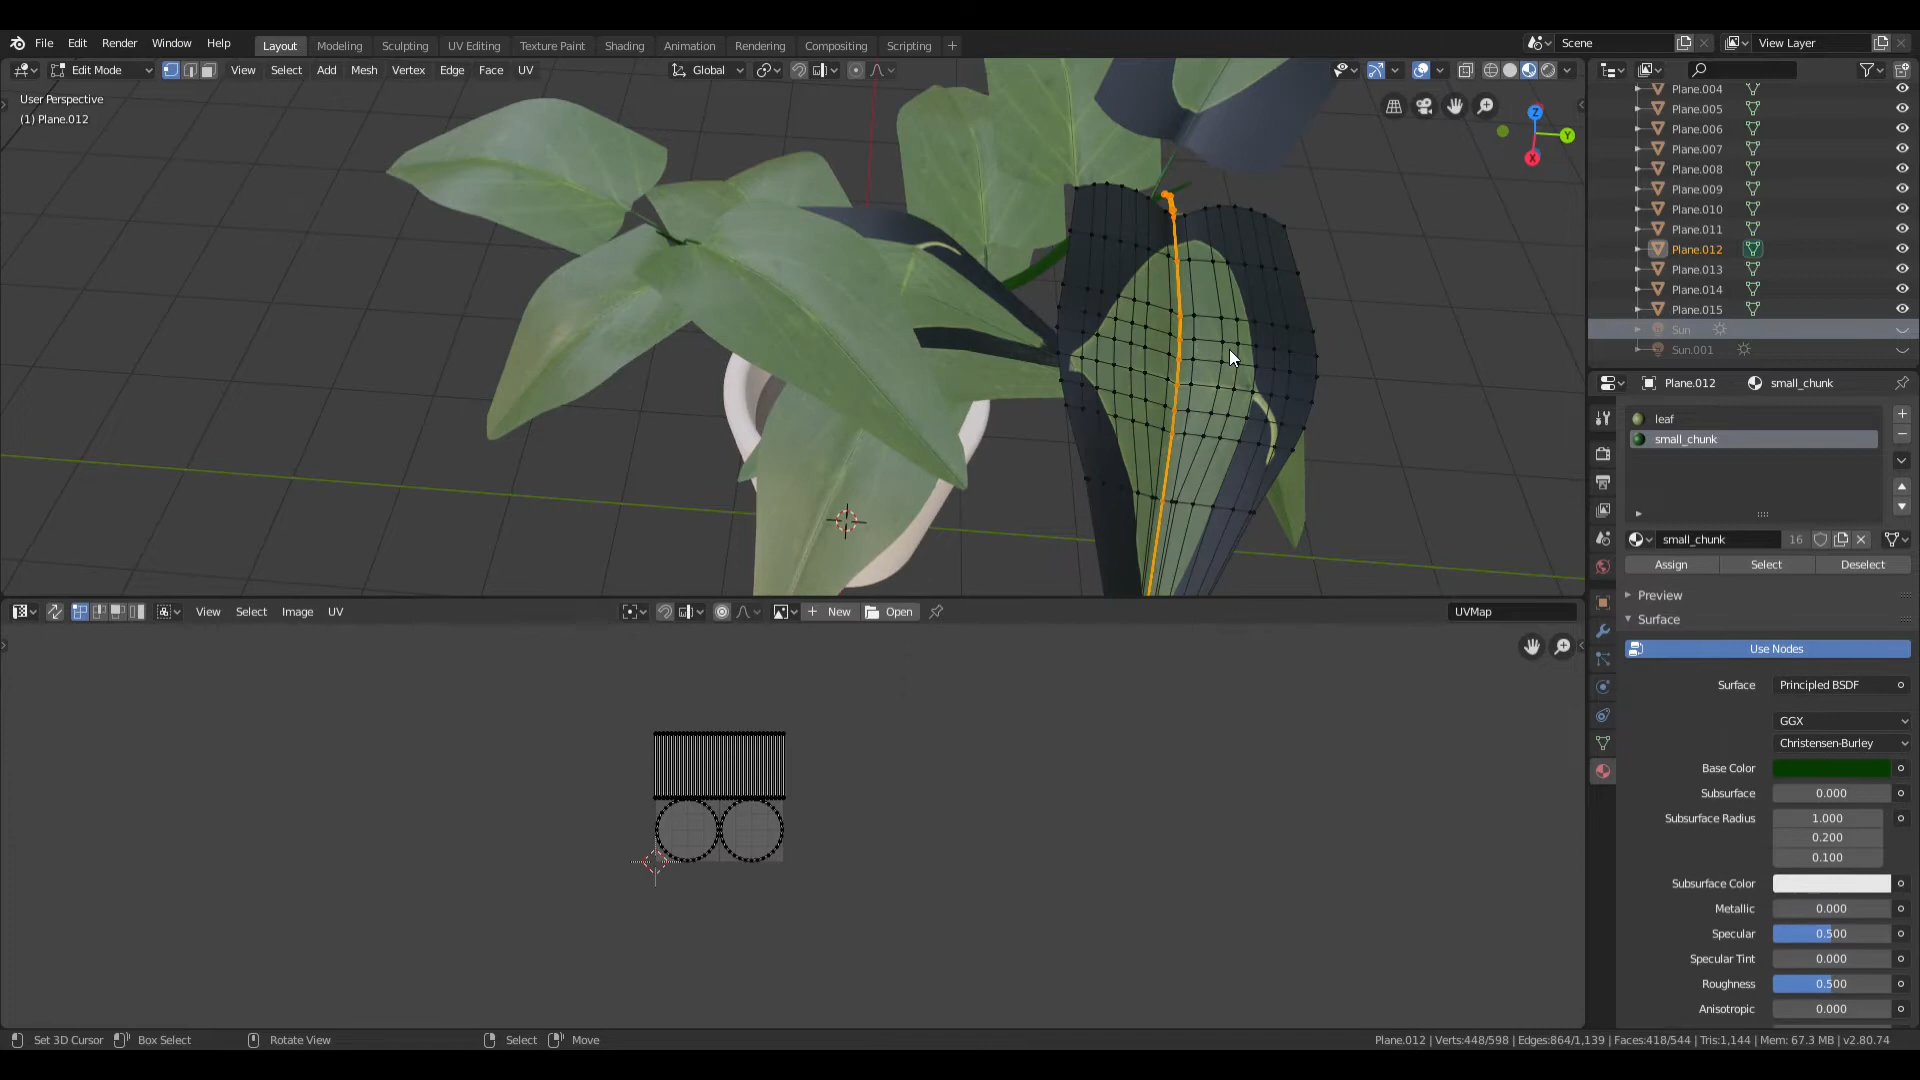 File Edit Render Window Help Layout Modeling Sculpting UV Editing Texture Paint Shading Animation Rendering Compositing Scripting + Scene View Layer
Edit Mode View Select Add Mesh Vertex Edge Face UV Global
User Perspective
(1) Plane.012
Z
Y
X
Plane.004
Plane.005
Plane.006
Plane.007
Plane.008
Plane.009
Plane.010
Plane.011
Plane.012
Plane.013
Plane.014
Plane.015
Sun
Sun.001
Plane.012 small_chunk
leaf
small_chunk
small_chunk 16
Assign Select Deselect
Preview
Surface
Use Nodes
Surface Principled BSDF
GGX
Christensen-Burley
Base Color
Subsurface 0.000
Subsurface Radius 1.000
0.200
0.100
Subsurface Color
Metallic 0.000
Specular 0.500
Specular Tint 0.000
Roughness 0.500
Anisotropic 0.000
View Select Image UV New Open UVMap
Set 3D Cursor Box Select Rotate View Select Move Plane.012 | Verts:448/598 | Edges:864/1,139 | Faces:418/544 | Tris:1,144 | Mem: 67.3 MB | v2.80.74